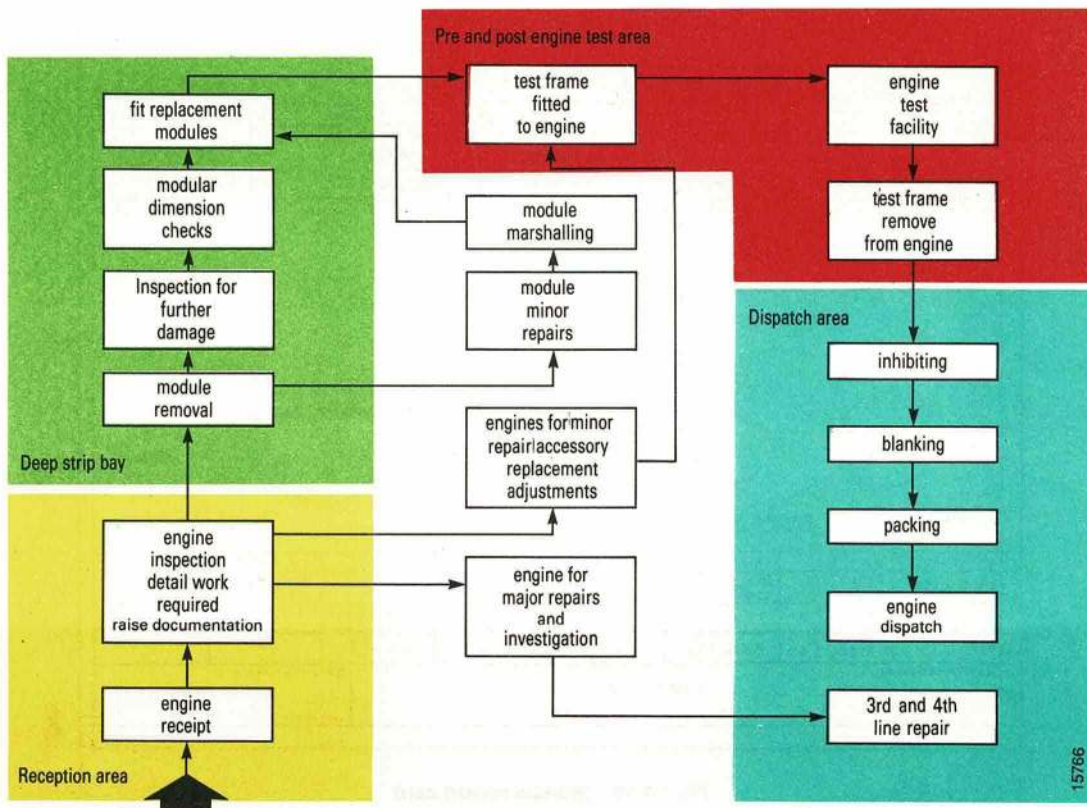 Pre and post engine test area
fit replacement
modules
test frame
fitted
to engine
engine
test
facility
modular
dimension
checks
module
marshalling
test frame
remove
from engine
Inspection for
further
damage
module
minor
repairs
Dispatch area
inhibiting
module
removal
engines for minor
repair/accessory
replacement
adjustments
blanking
Deep strip bay
packing
engine
inspection
detail work
required
raise documentation
engine for
major repairs
and
investigation
engine
dispatch
engine
receipt
3rd and 4th
line repair
Reception area
15766